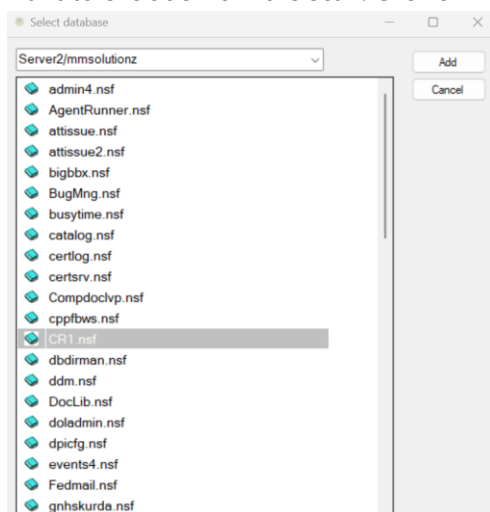 Select database
Server2/mmsolutionz
Add
Cancel
admin4.nsf
AgentRunner.nsf
attissue.nsf
attissue2.nsf
bigbbx.nsf
BugMng.nsf
busytime.nsf
catalog.nsf
certlog.nsf
certsrv.nsf
Compdoclvp.nsf
cppfbws.nsf
CR1.nsf
dbdirman.nsf
ddm.nsf
DocLib.nsf
doladmin.nsf
dpicfg.nsf
events4.nsf
Fedmail.nsf
gnhskurda.nsf